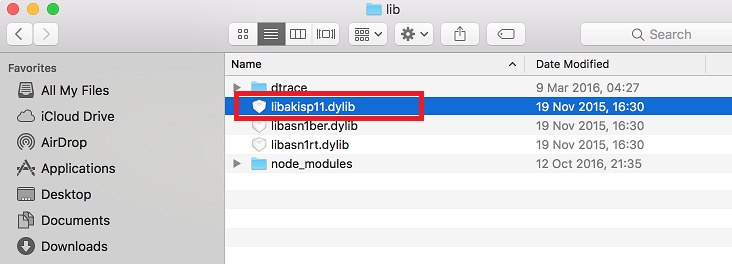 lib
Search
Favorites
All My Files
iCloud Drive
AirDrop
Applications
Desktop
Documents
Downloads
Name Date Modified
dtrace 9 Mar 2016, 04:27
libakisp11.dylib 19 Nov 2015, 16:30
libasn1ber.dylib 19 Nov 2015, 16:30
libasn1rt.dylib 19 Nov 2015, 16:30
node_modules 12 Oct 2016, 21:35